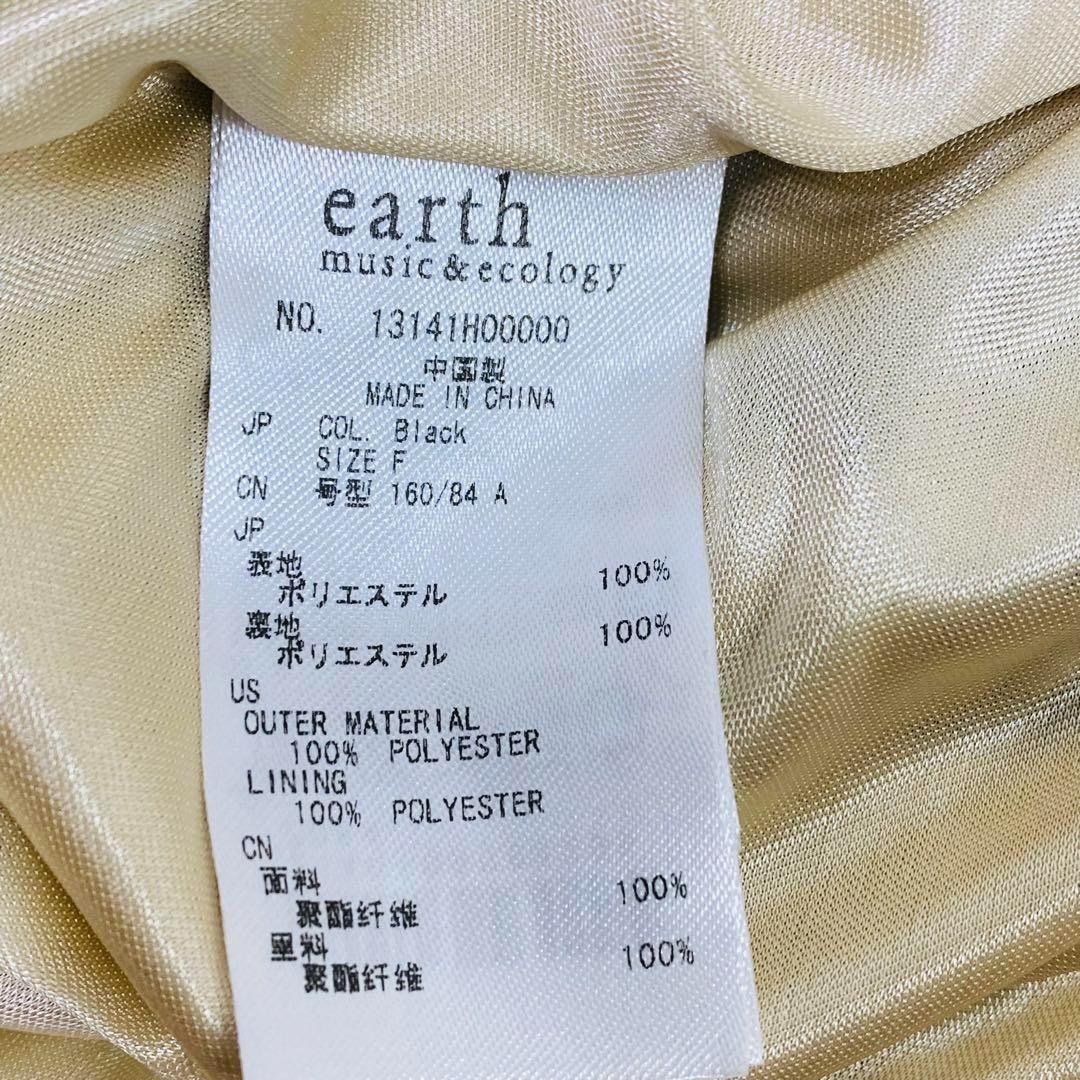 earth
music&ecology
NO. 13141H00000
中国製
MADE IN CHINA
JP COL. Black
SIZE F
CN 号型 160/84 A
JP
表地
ポリエステル 100%
裏地
ポリエステル 100%
US
OUTER MATERIAL
100% POLYESTER
LINING
100% POLYESTER
CN
面料
聚酯纤维 100%
里料
聚酯纤维 100%